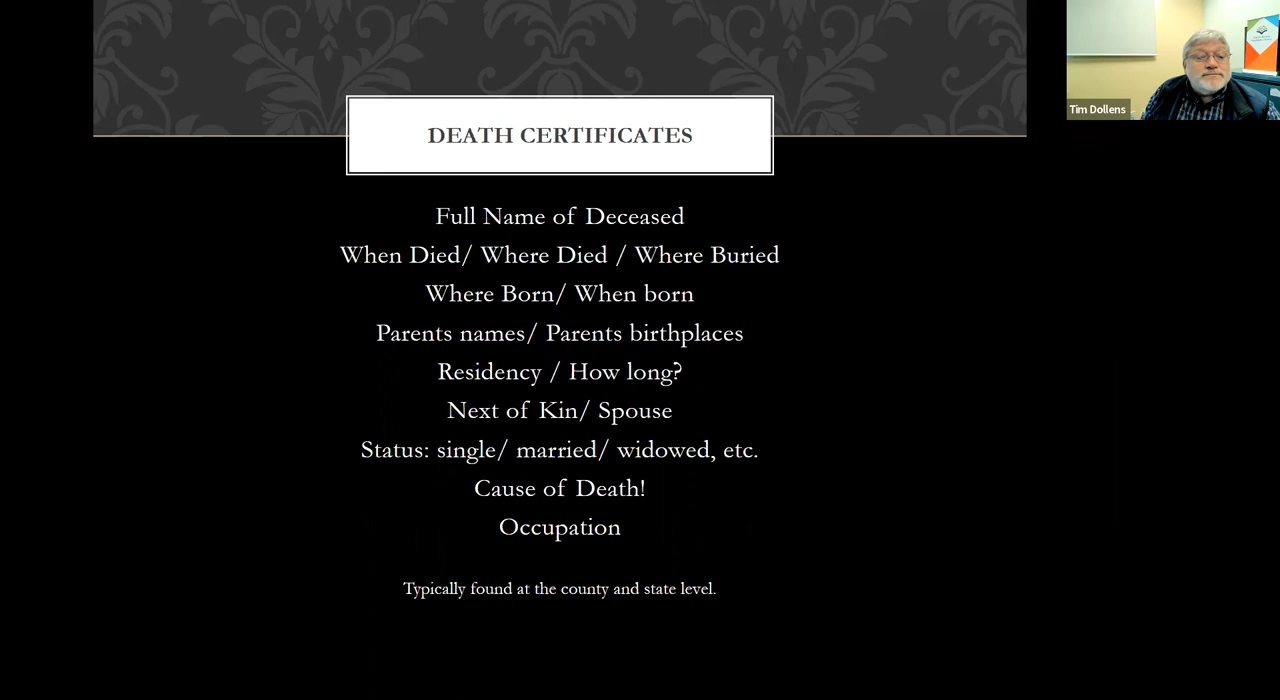 DEATH CERTIFICATES
Full Name of Deceased
When Died/ Where Died / Where Buried
Where Born/ When born
Parents names/ Parents birthplaces
Residency / How long?
Next of Kin/ Spouse
Status: single/ married/ widowed, etc.
Cause of Death!
Occupation
Typically found at the county and state level.
Tim Dollens